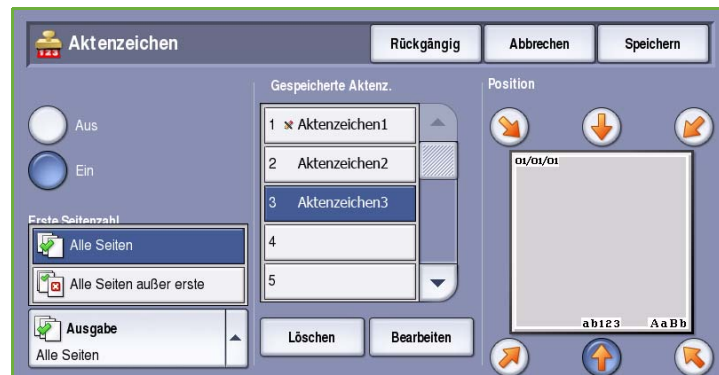 123
Aktenzeichen
Rückgängig
Abbrechen
Speichern
Aus
Ein
Erste Seitenzahl
Alle Seiten
Alle Seiten außer erste
Ausgabe
Alle Seiten
Gespeicherte Aktenz.
1 Aktenzeichen1
2 Aktenzeichen2
3 Aktenzeichen3
4
5
Löschen
Bearbeiten
Position
01/01/01
ab123 AaBb